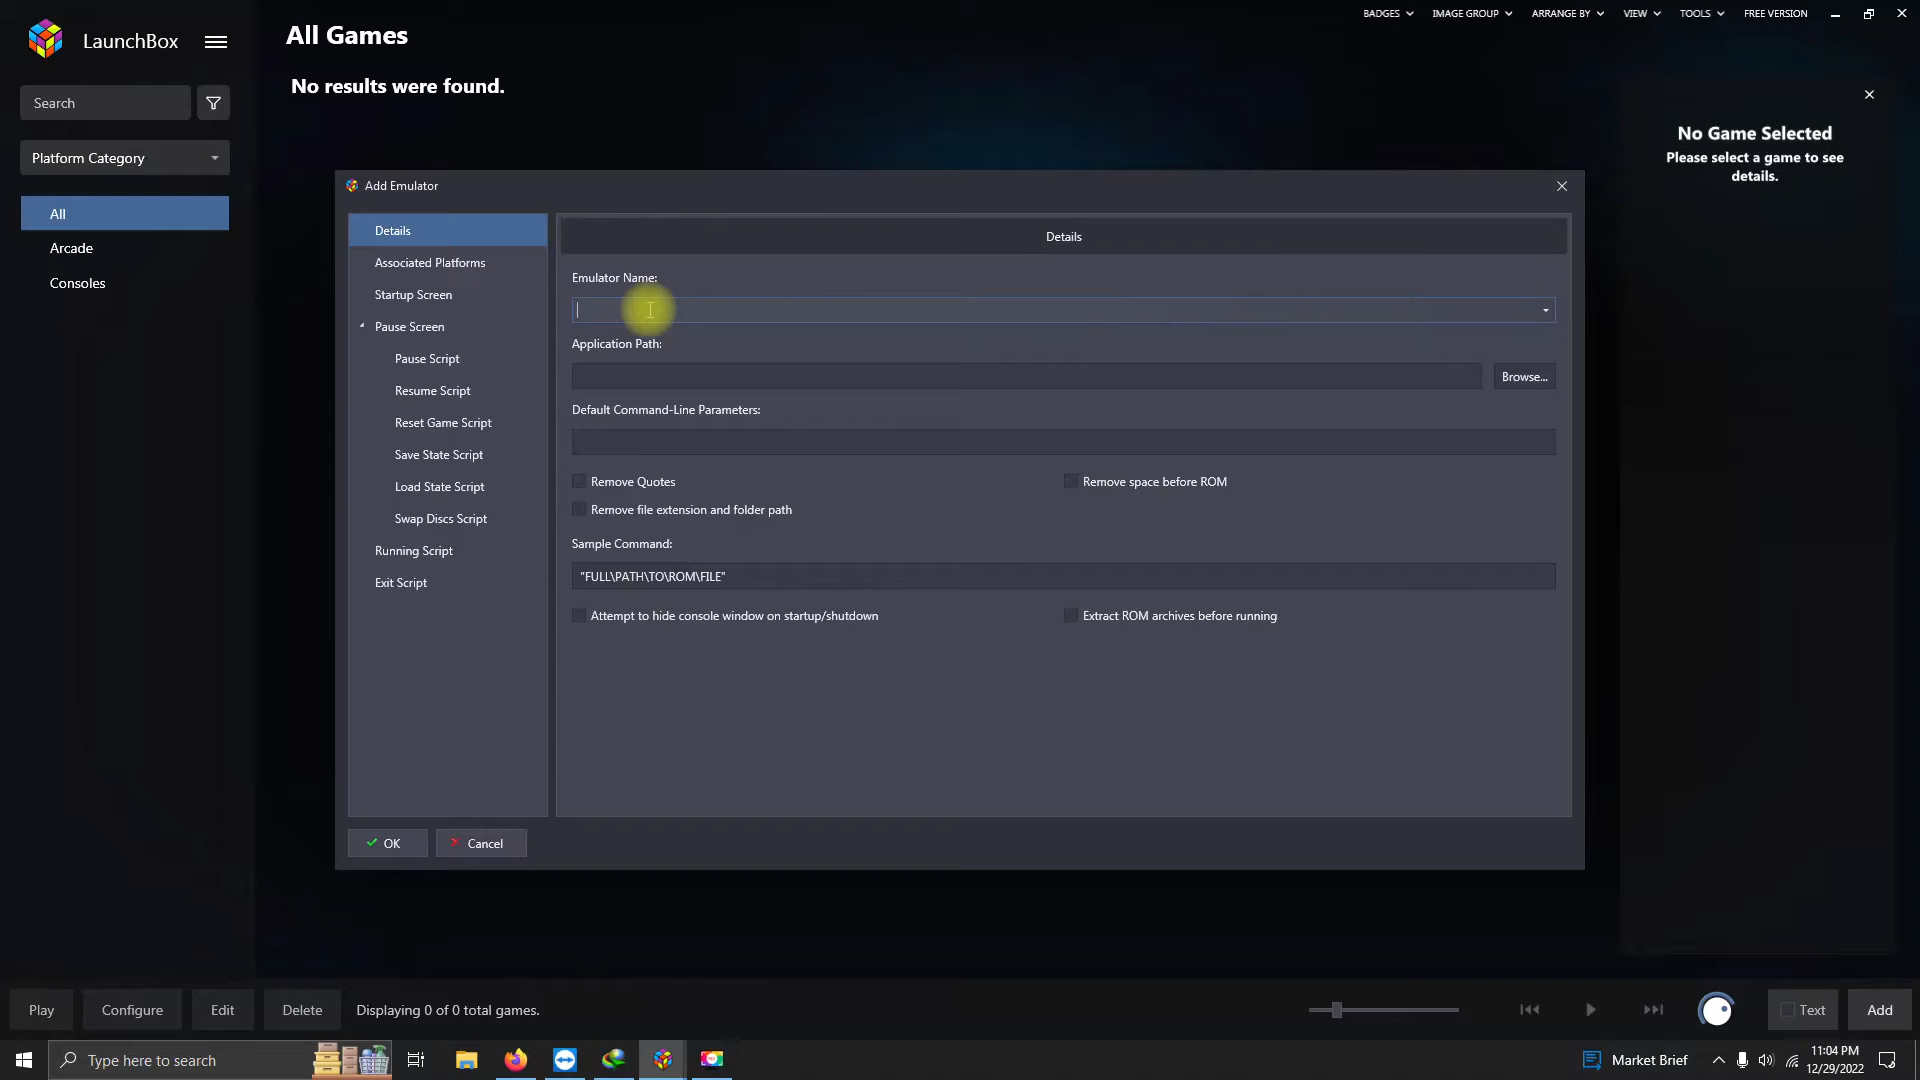 LaunchBox
All Games
BADGES
IMAGE GROUP
ARRANGE BY
VIEW
TOOLS
FREE VERSION
No results were found.
Search
Platform Category
All
Arcade
Consoles
No Game Selected
Please select a game to see
details.
Add Emulator
Details
Associated Platforms
Startup Screen
Pause Screen
Pause Script
Resume Script
Reset Game Script
Save State Script
Load State Script
Swap Discs Script
Running Script
Exit Script
Details
Emulator Name:
Application Path:
Browse...
Default Command-Line Parameters:
Remove Quotes
Remove space before ROM
Remove file extension and folder path
Sample Command:
"FULL\PATH\TO\ROM\FILE"
Attempt to hide console window on startup/shutdown
Extract ROM archives before running
OK
Cancel
Play
Configure
Edit
Delete
Displaying 0 of 0 total games.
Text
Add
Type here to search
Market Brief
11:04 PM
12/29/2022